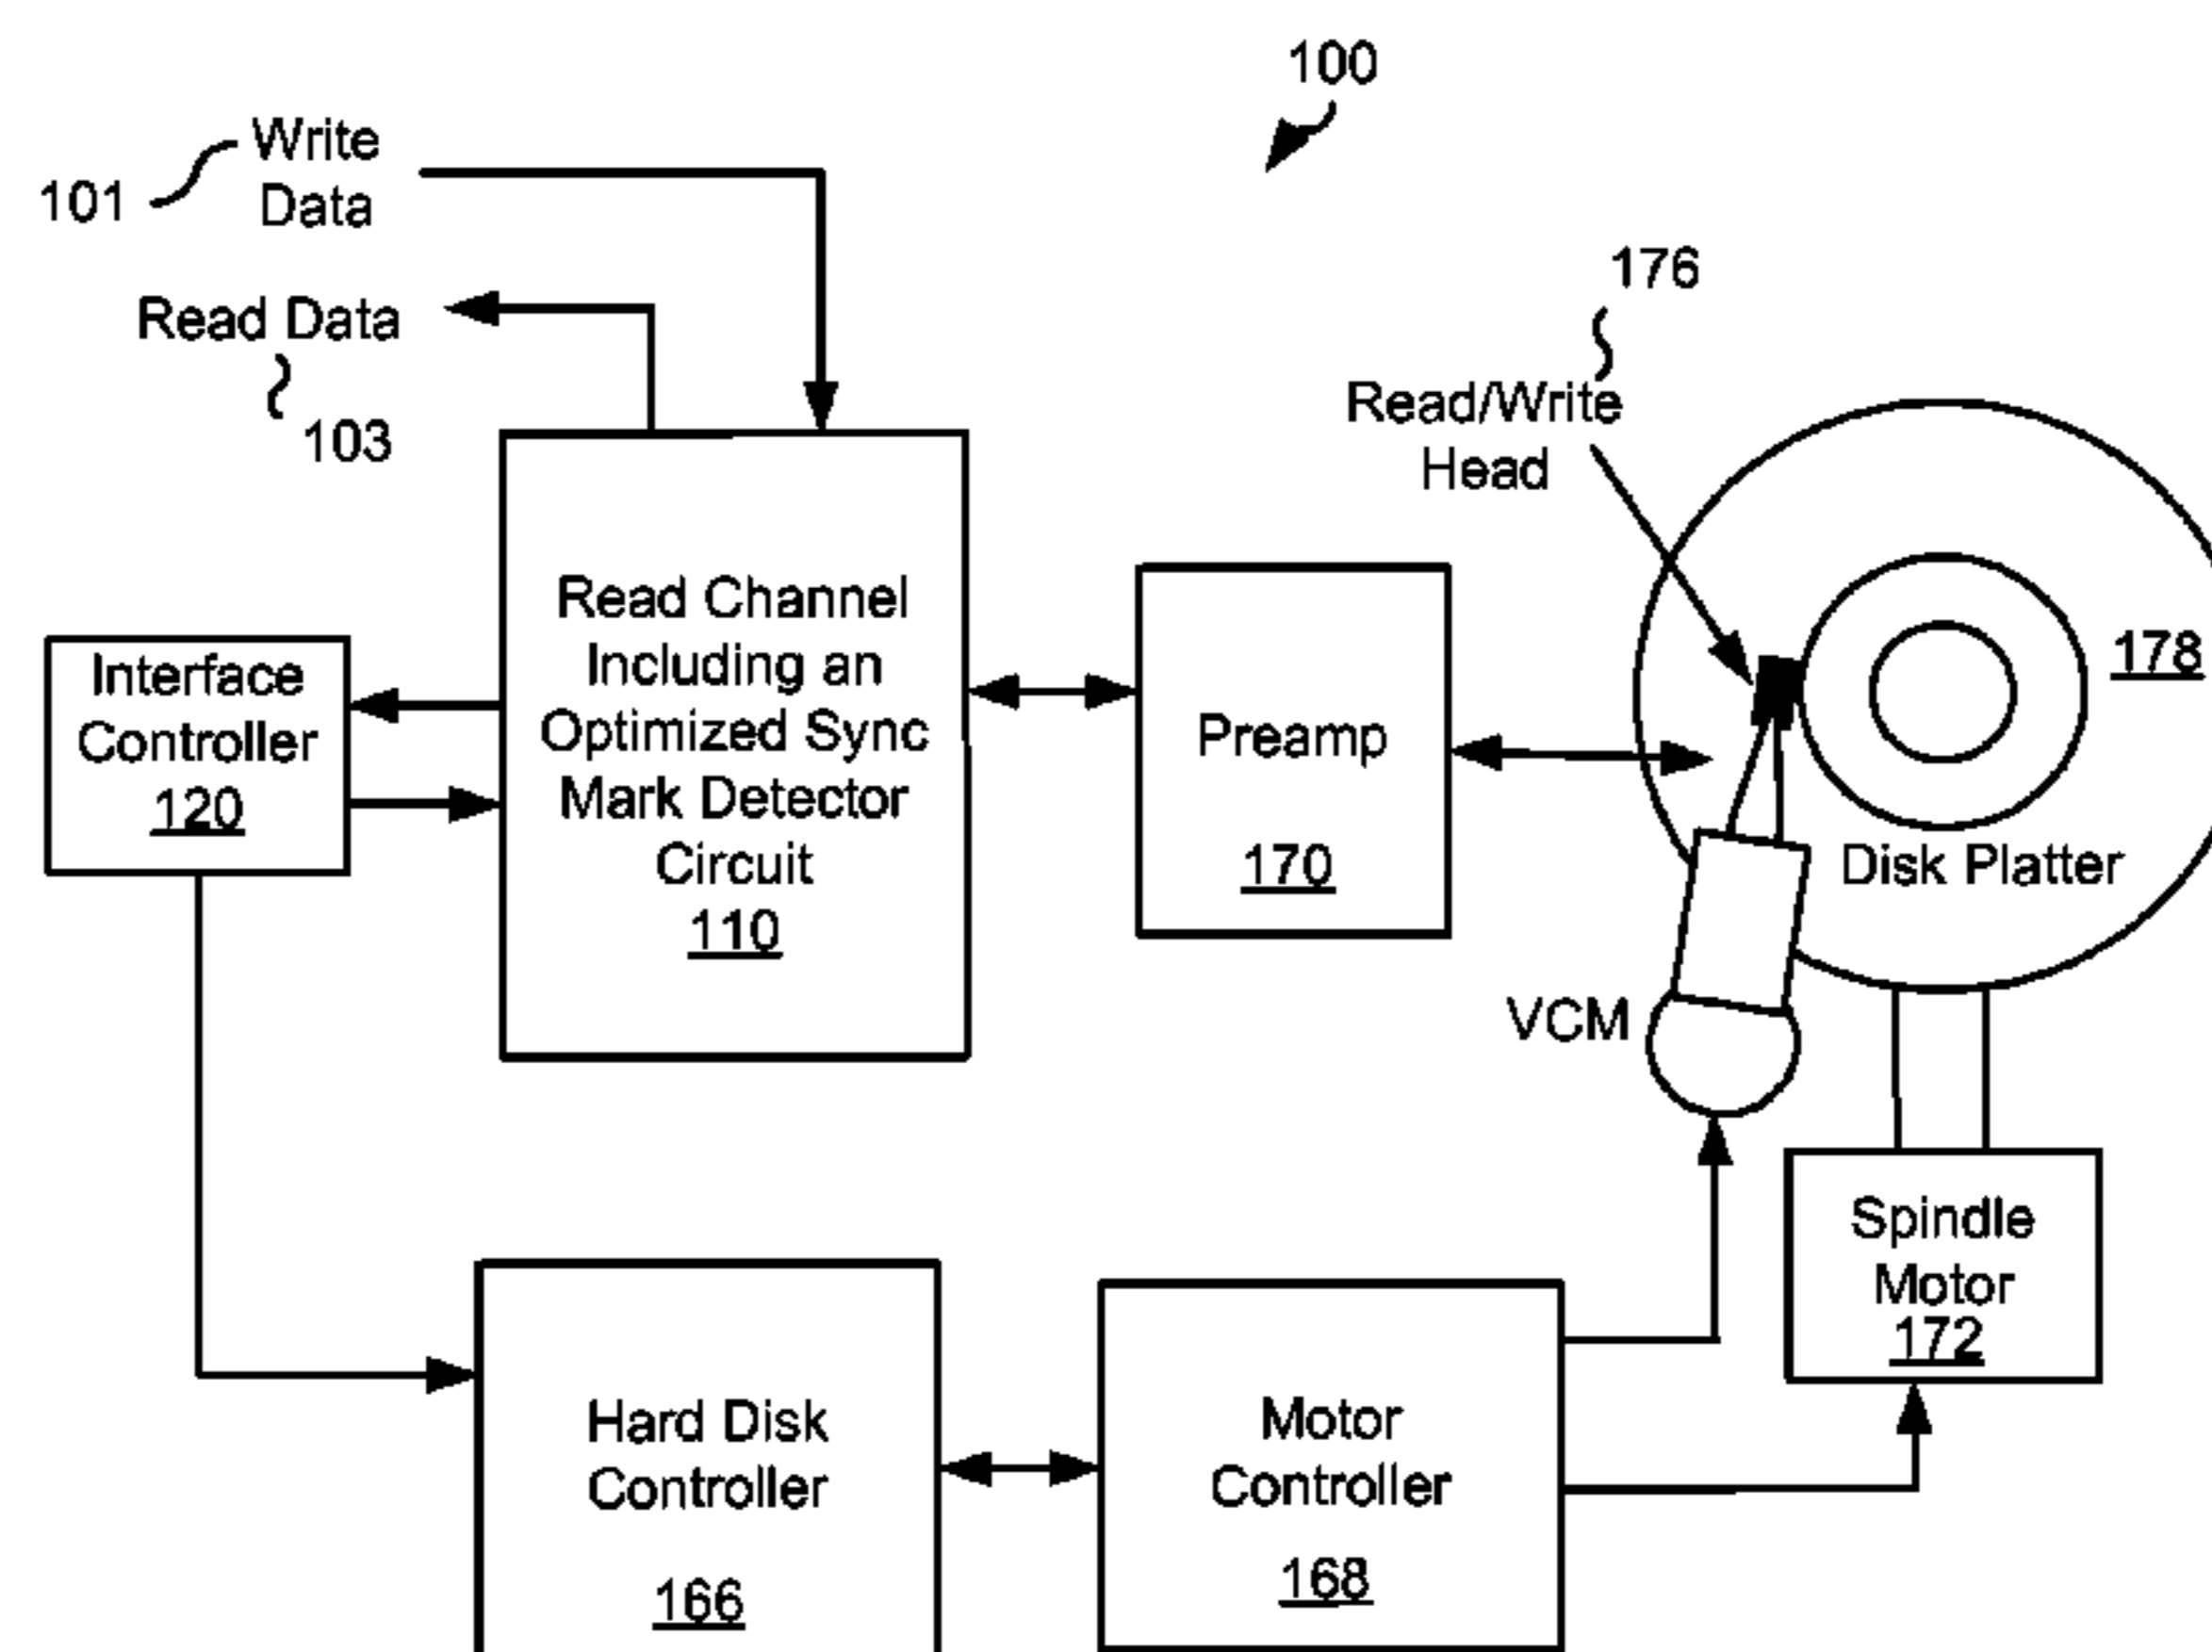 100
Write
Data
101
Read Data
103
176
Read/Write
Head
Read Channel
Including an
Optimized Sync
Mark Detector
Circuit
110
Interface
Controller
120
Preamp
170
178
Disk Platter
VCM
Spindle
Motor
172
Hard Disk
Controller
166
Motor
Controller
168